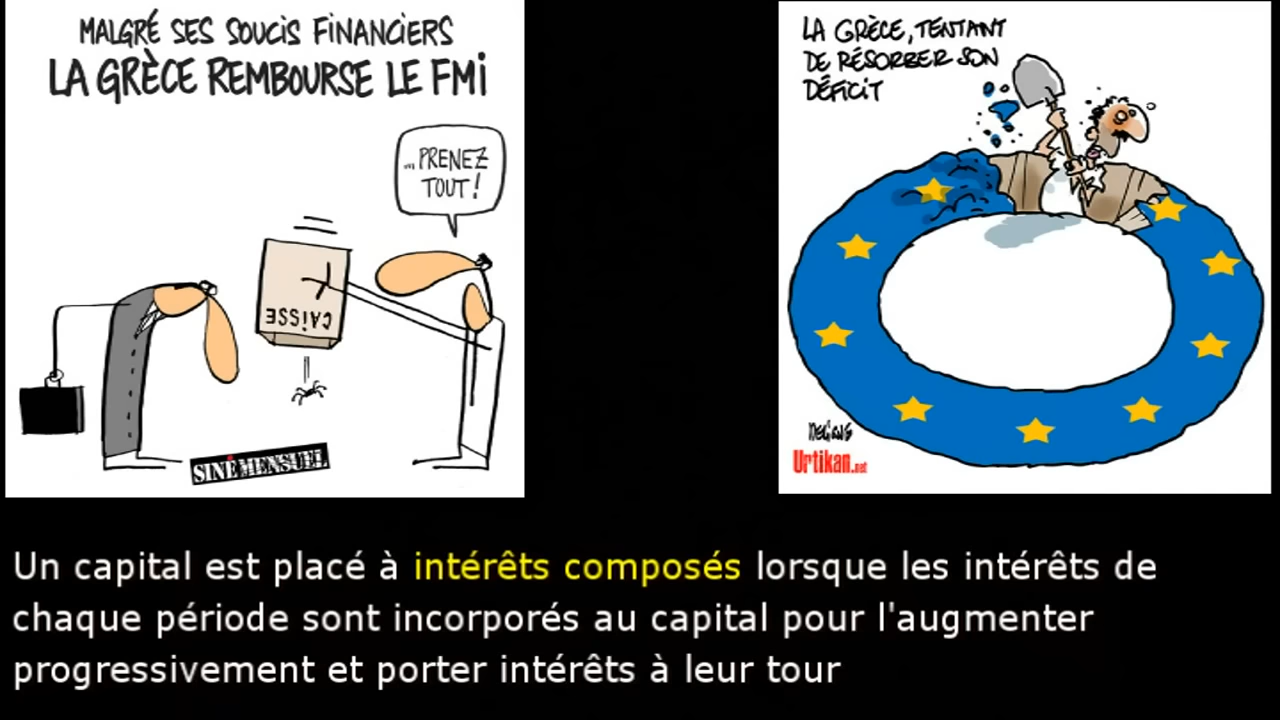 MALGRÉ SES SOUCIS FINANCIERS
LA GRÈCE REMBOURSE LE FMI
...PRENEZ
TOUT!
CAISSE
SINÉMENSUEL
LA GRÈCE, TENTANT
DE RÉSORBER SON
DÉFICIT
DELIGNE
Urtikan.net
Un capital est placé à intérêts composés lorsque les intérêts de
chaque période sont incorporés au capital pour l'augmenter
progressivement et porter intérêts à leur tour